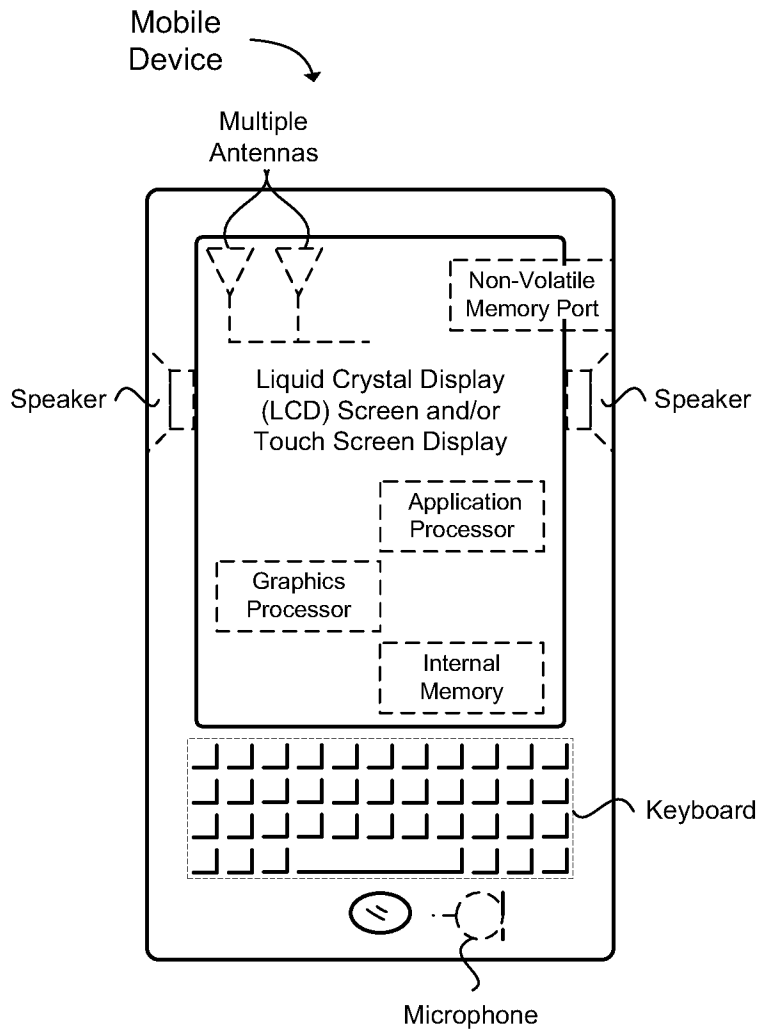 Mobile
Device
Multiple
Antennas
Non-Volatile
Memory Port
Speaker
Liquid Crystal Display
(LCD) Screen and/or
Touch Screen Display
Speaker
Application
Processor
Graphics
Processor
Internal
Memory
Keyboard
Microphone